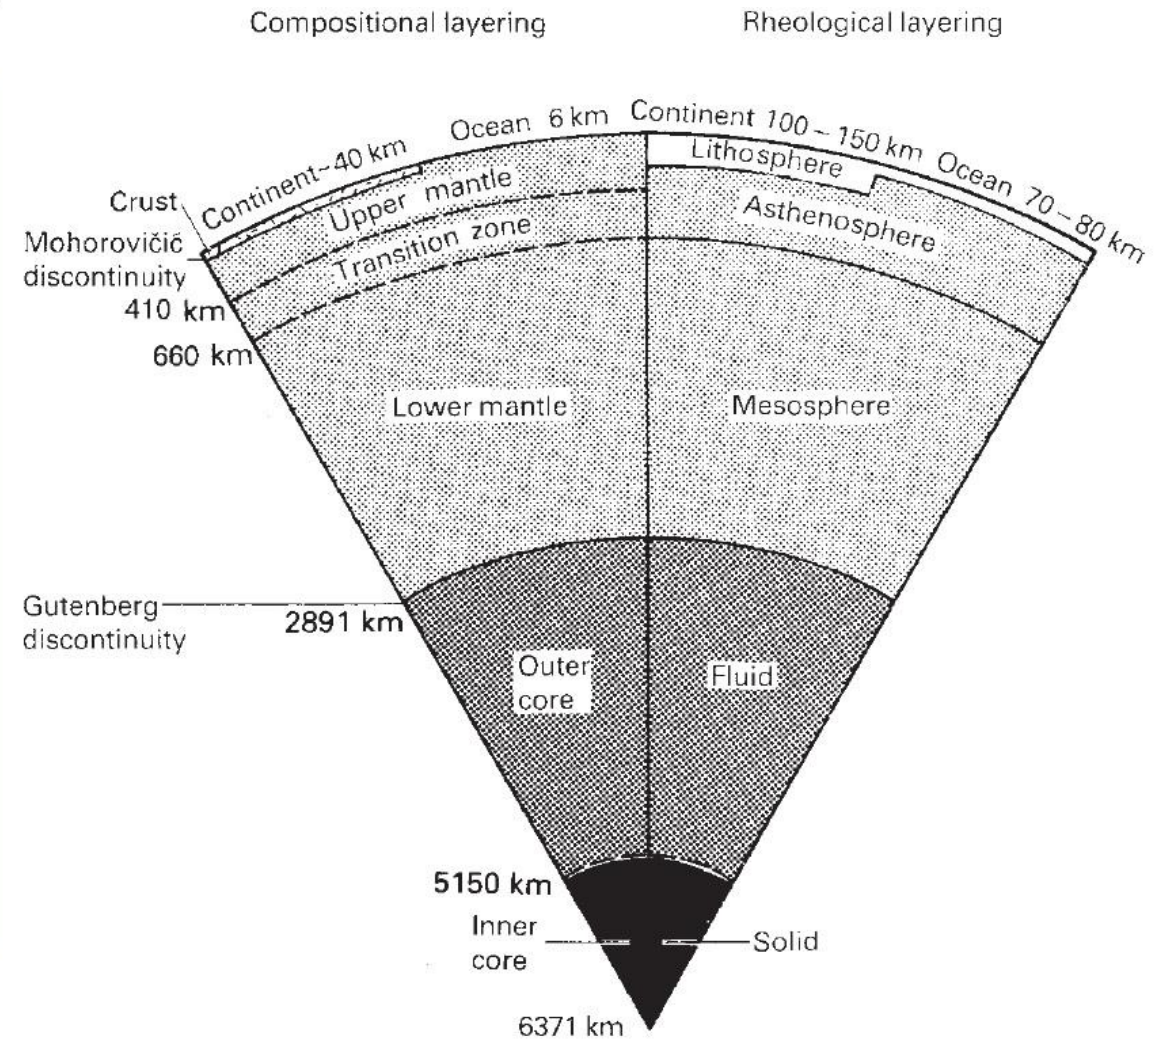 Compositional layering
Rheological layering
Continent~40 km
Ocean 6 km
Continent 100 – 150 km
Ocean 70 – 80 km
Crust
Mohorovičić
discontinuity
410 km
660 km
Upper mantle
Transition zone
Lithosphere
Asthenosphere
Lower mantle
Mesosphere
Gutenberg
discontinuity
2891 km
Outer
core
Fluid
5150 km
Inner
core
Solid
6371 km